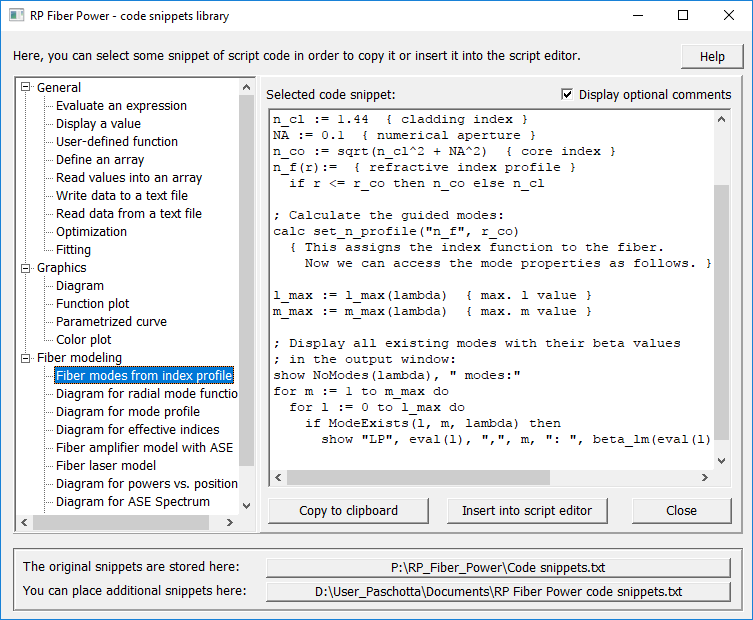 RP Fiber Power - code snippets library
Here, you can select some snippet of script code in order to copy it or insert it into the script editor.
Help
General
Evaluate an expression
Display a value
User-defined function
Define an array
Read values into an array
Write data to a text file
Read data from a text file
Optimization
Fitting
Graphics
Diagram
Function plot
Parametrized curve
Color plot
Fiber modeling
Fiber modes from index profile
Diagram for radial mode functio
Diagram for mode profile
Diagram for effective indices
Fiber amplifier model with ASE
Fiber laser model
Diagram for powers vs. position
Diagram for ASE Spectrum
Selected code snippet:
Display optional comments
n_cl := 1.44  { cladding index }
NA := 0.1  { numerical aperture }
n_co := sqrt(n_cl^2 + NA^2)  { core index }
n_f(r):=  { refractive index profile }
  if r <= r_co then n_co else n_cl
; Calculate the guided modes:
calc set_n_profile("n_f", r_co)
  { This assigns the index function to the fiber.
    Now we can access the mode properties as follows. }
l_max := l_max(lambda)  { max. l value }
m_max := m_max(lambda)  { max. m value }
; Display all existing modes with their beta values
; in the output window:
show NoModes(lambda), " modes:"
for m := 1 to m_max do
  for l := 0 to l_max do
    if ModeExists(l, m, lambda) then
      show "LP", eval(l), ",", m, ": ", beta_lm(eval(l)
Copy to clipboard
Insert into script editor
Close
The original snippets are stored here:
P:\RP_Fiber_Power\Code snippets.txt
You can place additional snippets here:
D:\User_Paschotta\Documents\RP Fiber Power code snippets.txt